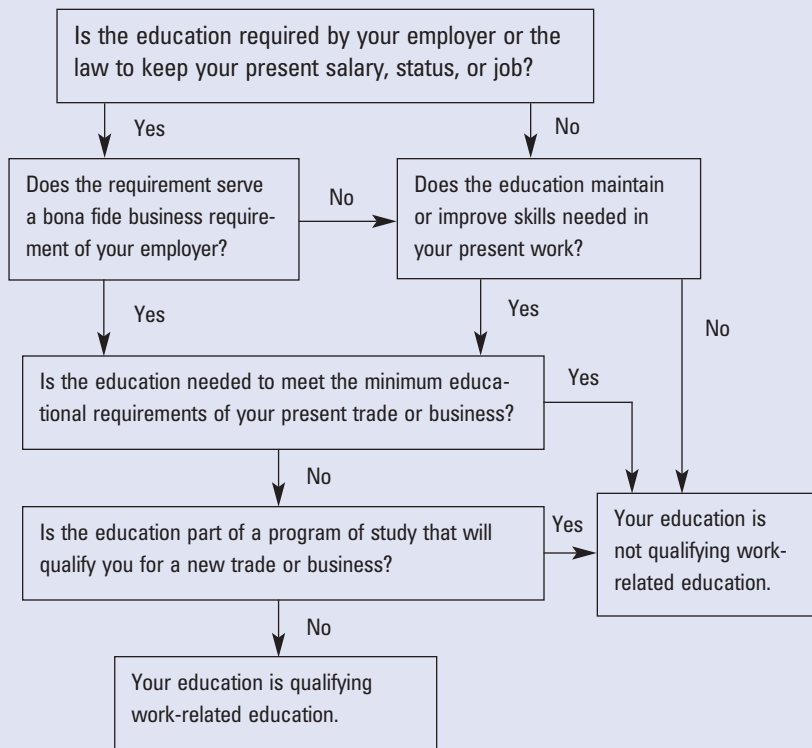 Is the education required by your employer or the
law to keep your present salary, status, or job?
Yes
No
Does the requirement serve
a bona fide business require-
ment of your employer?
No
Does the education maintain
or improve skills needed in
your present work?
Yes
Yes
No
Is the education needed to meet the minimum educa-
tional requirements of your present trade or business?
Yes
No
Is the education part of a program of study that will
qualify you for a new trade or business?
Yes
Your education is
not qualifying work-
related education.
No
Your education is qualifying
work-related education.